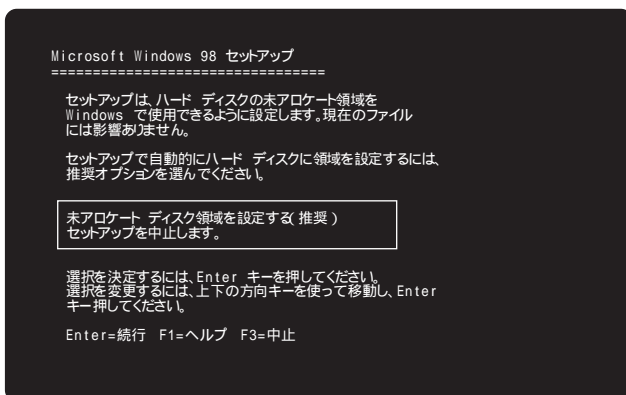 Microsoft Windows 98 セットアップ
=================================
セットアップは、ハード ディスクの未アロケート領域を
Windows で使用できるように設定します。現在のファイル
には影響ありません。
セットアップで自動的にハード ディスクに領域を設定するには、
推奨オプションを選んでください。
未アロケート ディスク領域を設定する(推奨)
セットアップを中止します。
選択を決定するには、Enter キーを押してください。
選択を変更するには、上下の方向キーを使って移動し、Enter
キー押してください。
Enter=続行 F1=ヘルプ F3=中止